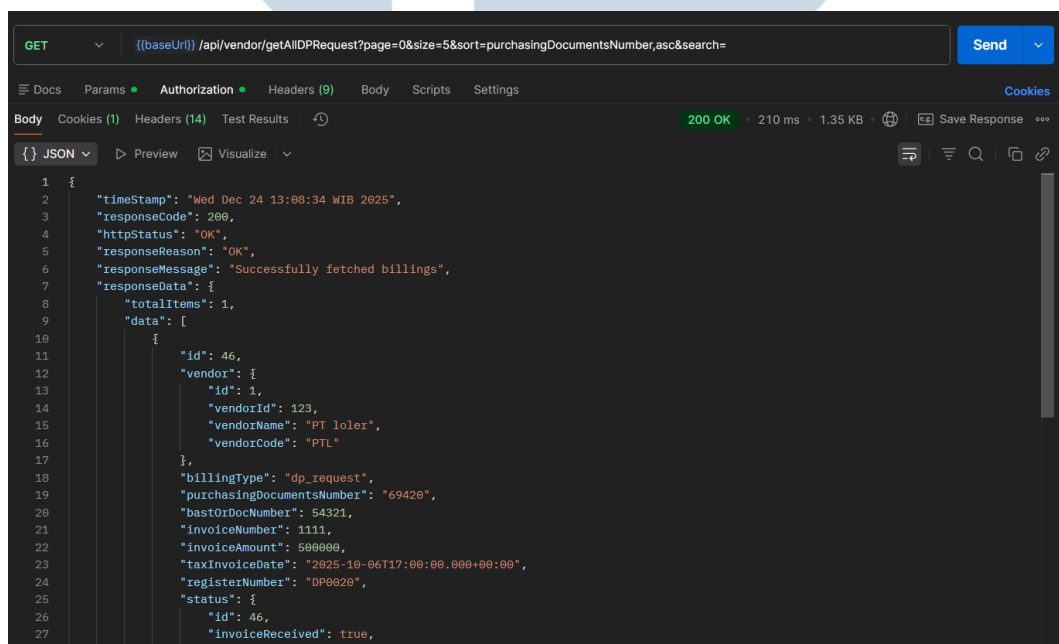 GET {{baseUrl}} /api/vendor/getAllDPRequest?page=0&size=5&sort=purchasingDocumentsNumber,asc&search= Send
Docs Params Authorization Headers (9) Body Scripts Settings Cookies
Body Cookies (1) Headers (14) Test Results 200 OK 210 ms 1.35 KB e.g. Save Response
{} JSON Preview Visualize
1 {
2 "timeStamp": "Wed Dec 24 13:08:34 WIB 2025",
3 "responseCode": 200,
4 "httpStatus": "OK",
5 "responseReason": "OK",
6 "responseMessage": "Successfully fetched billings",
7 "responseData": {
8 "totalItems": 1,
9 "data": [
10 {
11 "id": 46,
12 "vendor": {
13 "id": 1,
14 "vendorId": 123,
15 "vendorName": "PT loler",
16 "vendorCode": "PTL"
17 },
18 "billingType": "dp_request",
19 "purchasingDocumentsNumber": "69420",
20 "bastOrDocNumber": 54321,
21 "invoiceNumber": 1111,
22 "invoiceAmount": 500000,
23 "taxInvoiceDate": "2025-10-06T17:00:00.000+00:00",
24 "registerNumber": "DP0020",
25 "status": {
26 "id": 46,
27 "invoiceReceived": true,